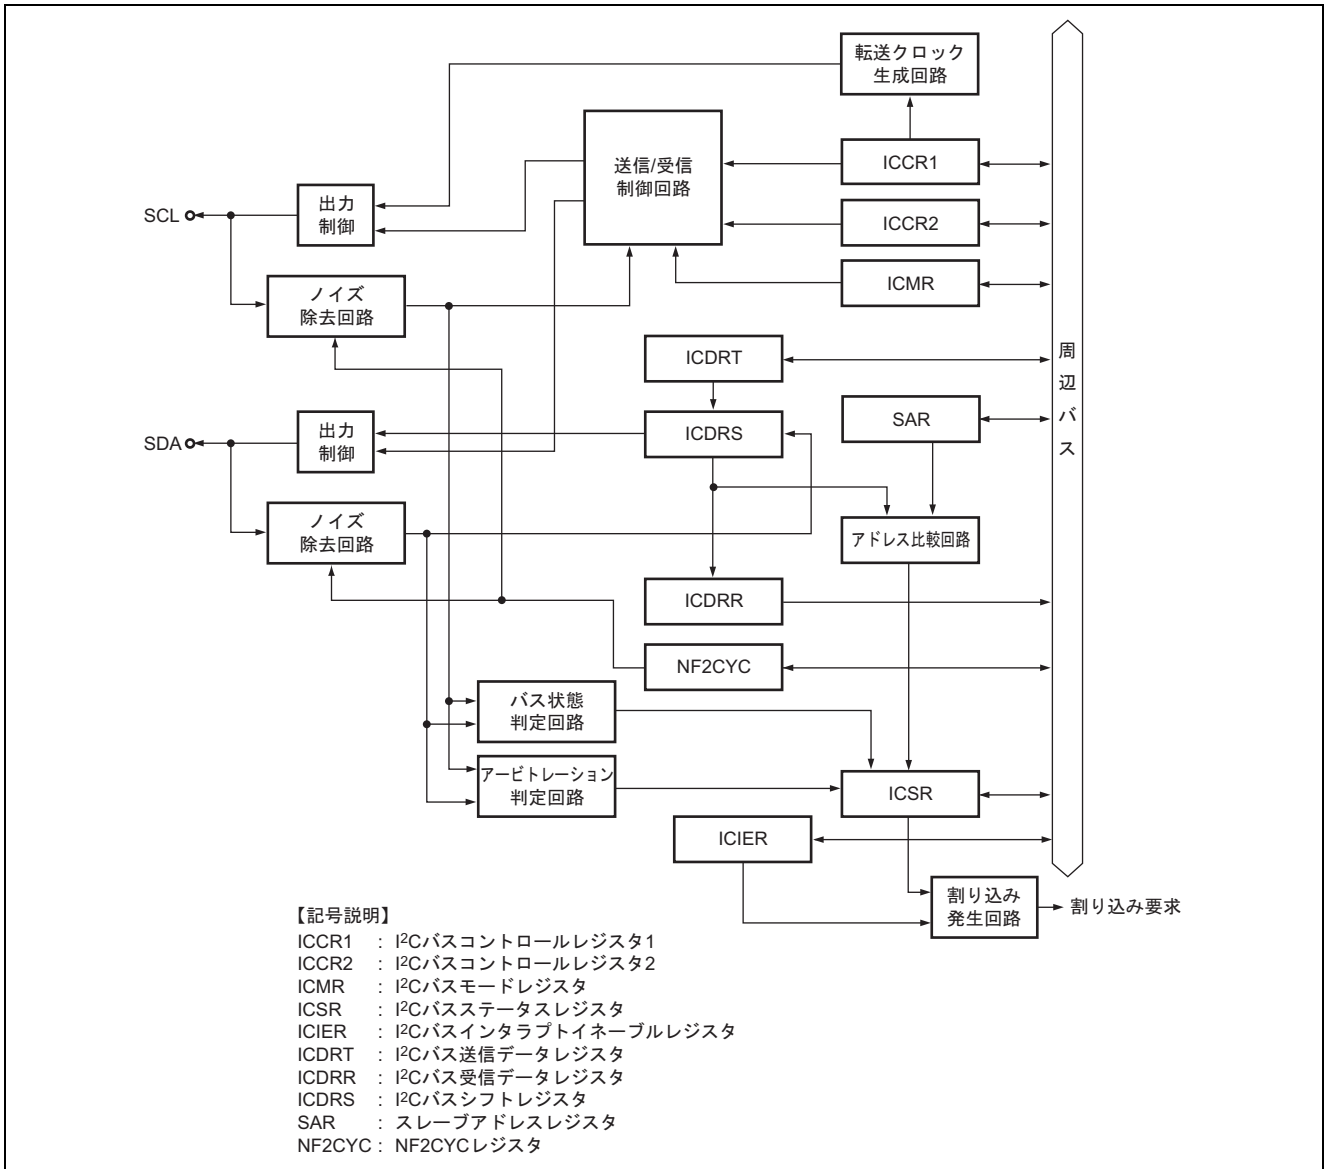 転送クロック
生成回路
送信/受信
制御回路
ICCR1
出力
制御
SCL
ICCR2
ICMR
ノイズ
除去回路
周辺バス
ICDRT
SAR
ICDRS
出力
制御
SDA
ノイズ
除去回路
アドレス比較回路
ICDRR
NF2CYC
バス状態
判定回路
アービトレーション
判定回路
ICSR
ICIER
割り込み
発生回路
割り込み要求
【記号説明】
ICCR1 : I²Cバスコントロールレジスタ1
ICCR2 : I²Cバスコントロールレジスタ2
ICMR : I²Cバスモードレジスタ
ICSR : I²Cバスステータスレジスタ
ICIER : I²Cバスインタラプトイネーブルレジスタ
ICDRT : I²Cバス送信データレジスタ
ICDRR : I²Cバス受信データレジスタ
ICDRS : I²Cバスシフトレジスタ
SAR : スレーブアドレスレジスタ
NF2CYC : NF2CYCレジスタ